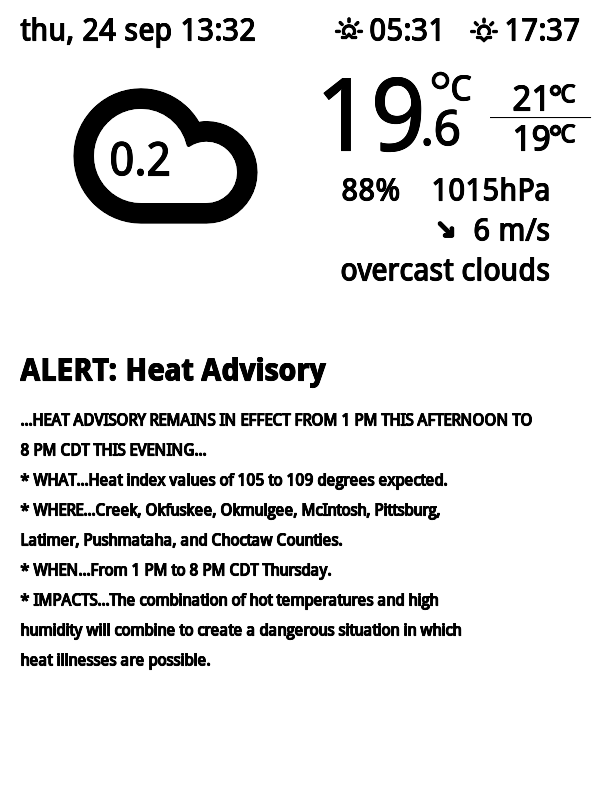 thu, 24 sep 13:32 05:31 17:37
0.2
19.6 °C
21°C
19°C
88% 1015hPa
6 m/s
overcast clouds
ALERT: Heat Advisory
...HEAT ADVISORY REMAINS IN EFFECT FROM 1 PM THIS AFTERNOON TO
8 PM CDT THIS EVENING...
* WHAT...Heat index values of 105 to 109 degrees expected.
* WHERE...Creek, Okfuskee, Okmulgee, McIntosh, Pittsburg,
Latimer, Pushmataha, and Choctaw Counties.
* WHEN...From 1 PM to 8 PM CDT Thursday.
* IMPACTS...The combination of hot temperatures and high
humidity will combine to create a dangerous situation in which
heat illnesses are possible.